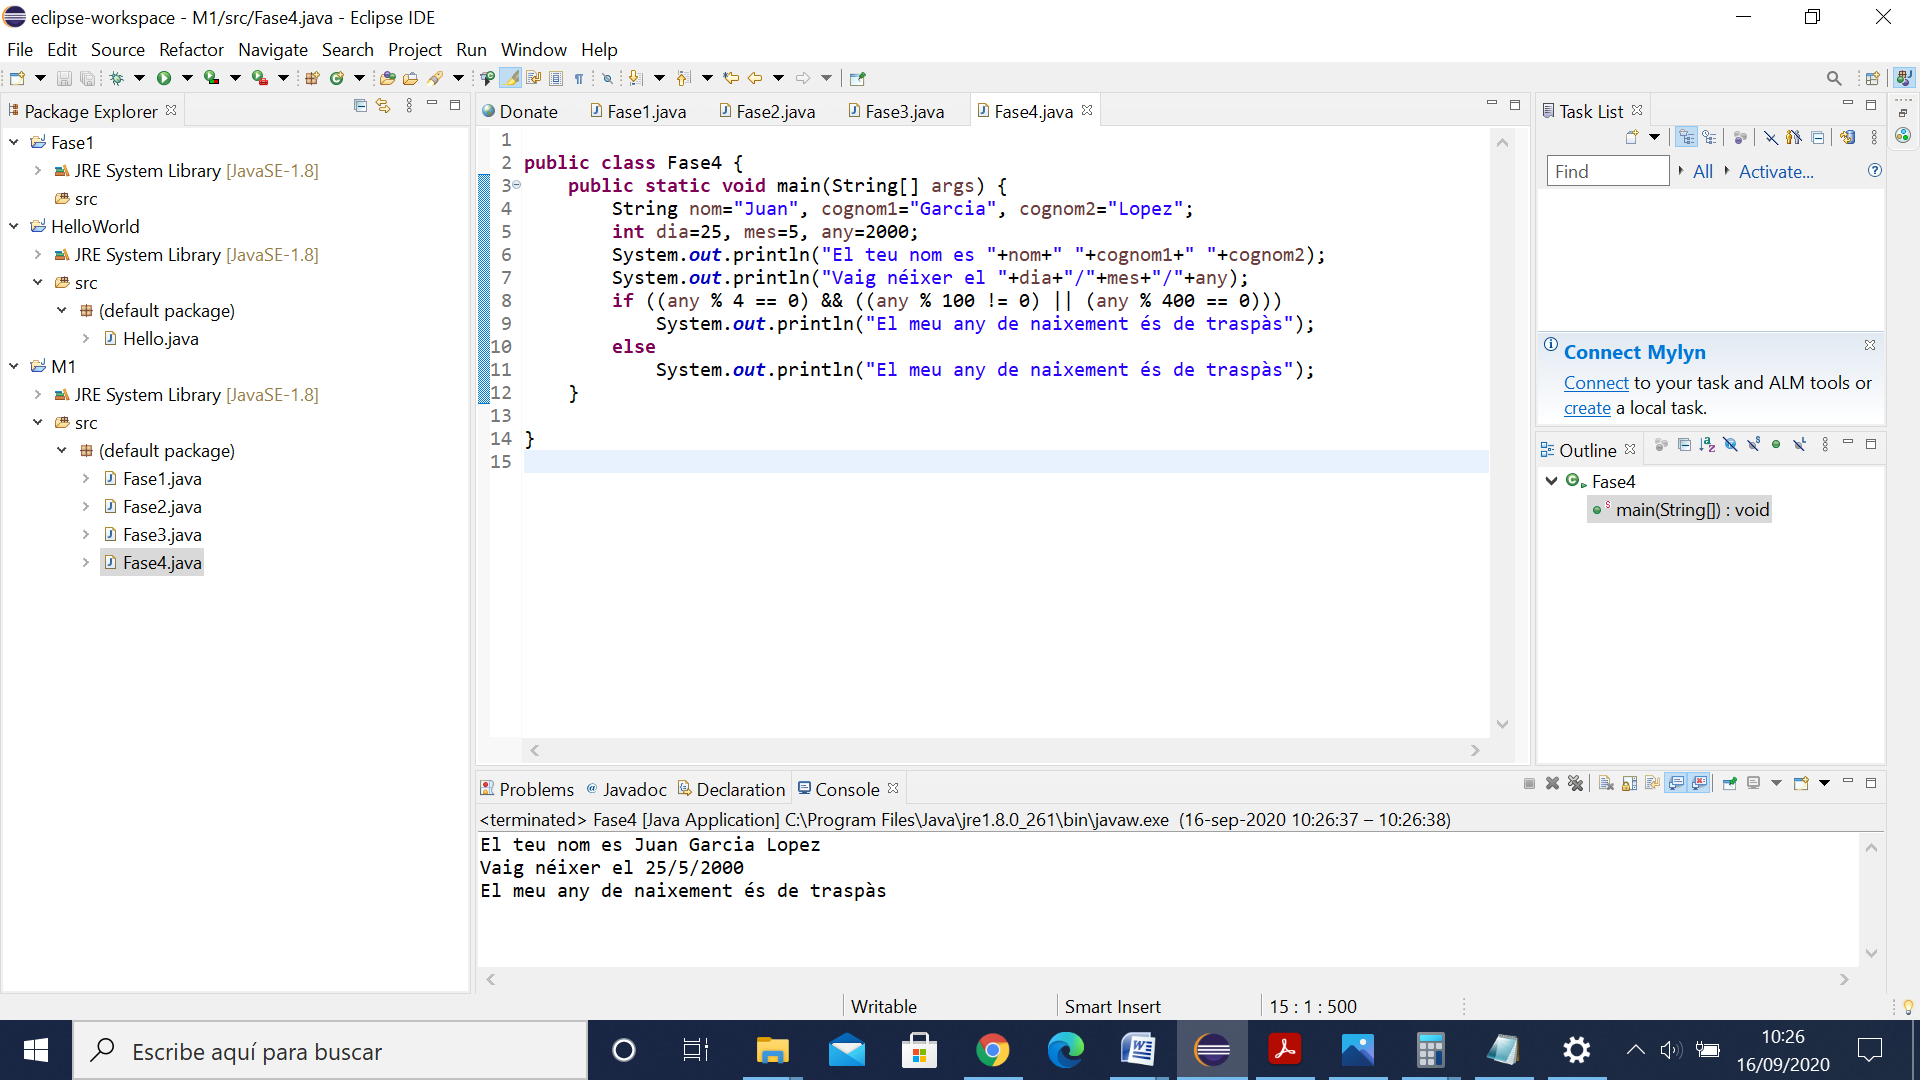 eclipse-workspace - M1/src/Fase4.java - Eclipse IDE
File Edit Source Refactor Navigate Search Project Run Window Help
Package Explorer
Fase1
JRE System Library [JavaSE-1.8]
src
HelloWorld
JRE System Library [JavaSE-1.8]
src
(default package)
Hello.java
M1
JRE System Library [JavaSE-1.8]
src
(default package)
Fase1.java
Fase2.java
Fase3.java
Fase4.java
Donate Fase1.java Fase2.java Fase3.java Fase4.java
1
2 public class Fase4 {
3 public static void main(String[] args) {
4 String nom="Juan", cognom1="Garcia", cognom2="Lopez";
5 int dia=25, mes=5, any=2000;
6 System.out.println("El teu nom es "+nom+" "+cognom1+" "+cognom2);
7 System.out.println("Vaig néixer el "+dia+"/"+mes+"/"+any);
8 if ((any % 4 == 0) && ((any % 100 != 0) || (any % 400 == 0)))
9 System.out.println("El meu any de naixement és de traspàs");
10 else
11 System.out.println("El meu any de naixement és de traspàs");
12 }
13
14 }
15
Task List
Find All Activate...
Connect Mylyn
Connect to your task and ALM tools or
create a local task.
Outline
Fase4
main(String[]) : void
Problems Javadoc Declaration Console
<terminated> Fase4 [Java Application] C:\Program Files\Java\jre1.8.0_261\bin\javaw.exe (16-sep-2020 10:26:37 – 10:26:38)
El teu nom es Juan Garcia Lopez
Vaig néixer el 25/5/2000
El meu any de naixement és de traspàs
Writable Smart Insert 15 : 1 : 500
Escribe aquí para buscar
10:26
16/09/2020